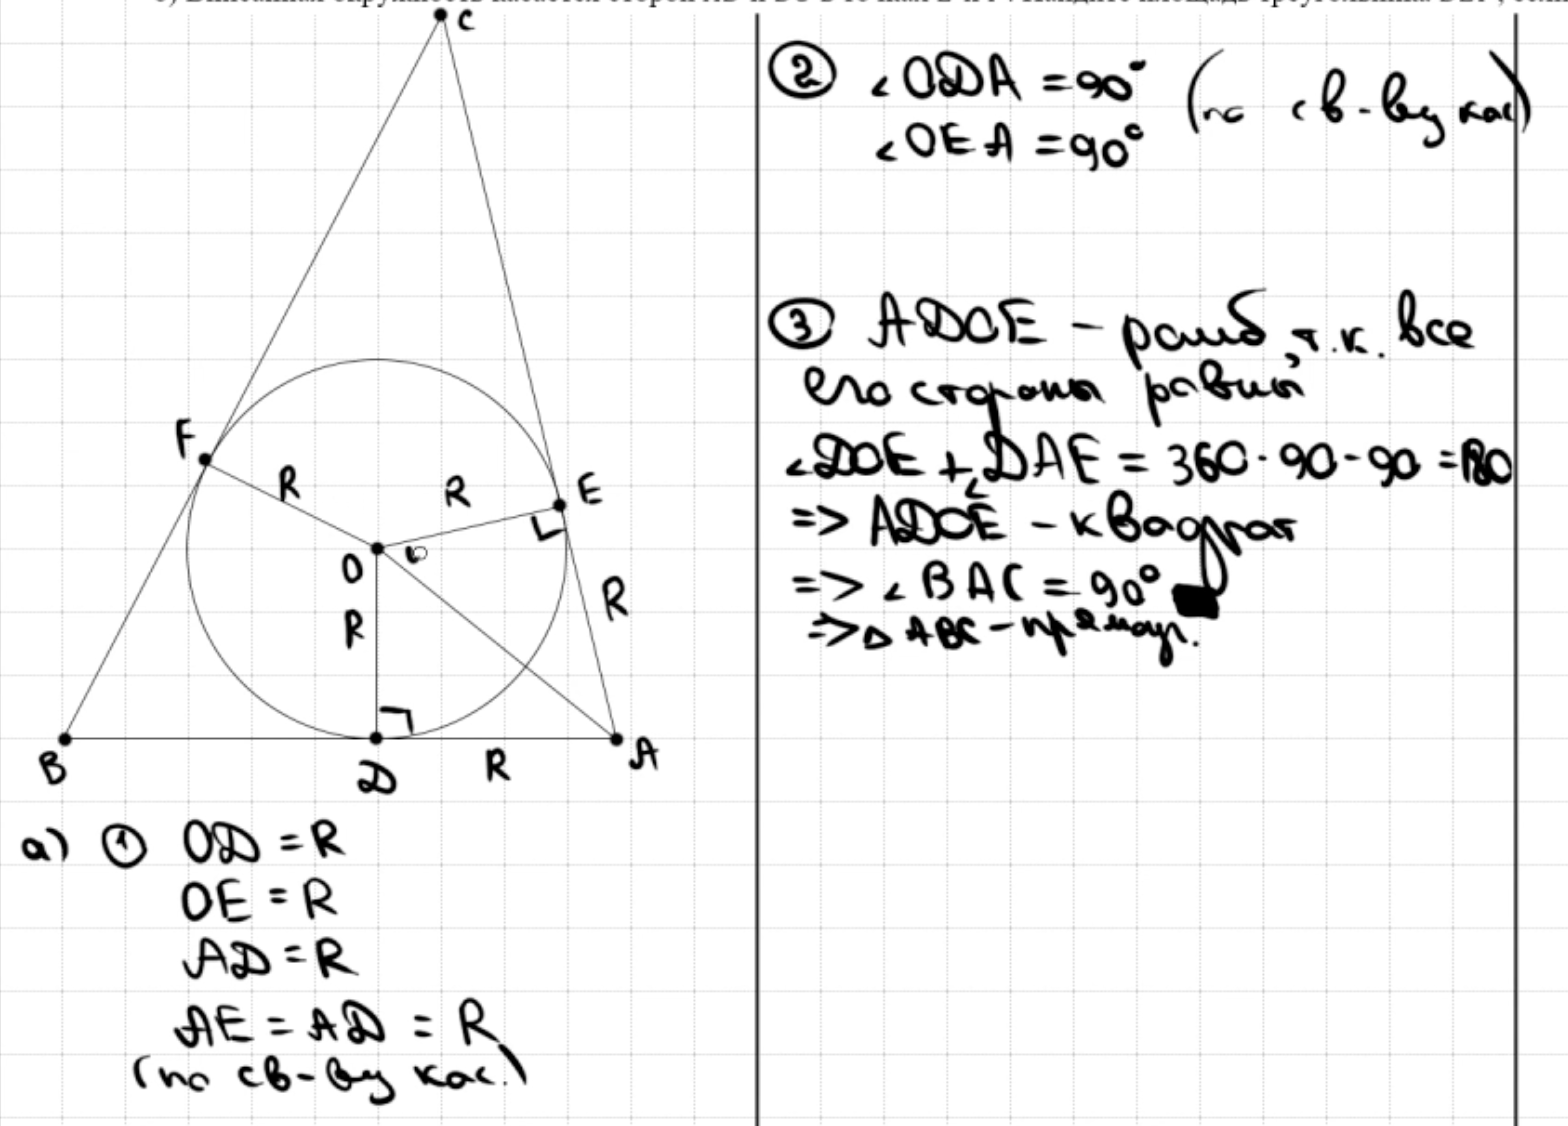 C
F
R
R
E
O
R
R
B
D
R
A
а) ① OD = R
OE = R
AD = R
AE = AD = R
(по св-ву кас.)
② ∠ODA = 90°
∠OEA = 90°
(по св-ву кас)
③ ADOE – ромб, т.к. все
его стороны равны
∠DOE + ∠DAE = 360 - 90 - 90 = 180
=> ADOE – квадрат
=> ∠BAC = 90°
=> △ ABC – прямоуг.